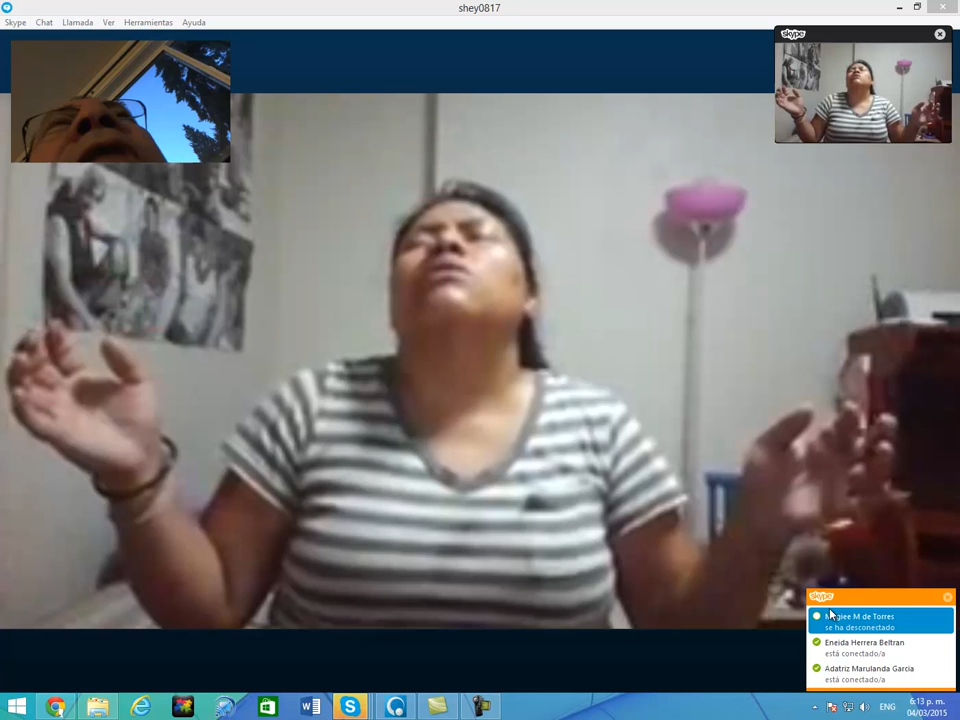 shey0817
Skype Chat Llamada Ver Herramientas Ayuda
skype
skype
M de Torres
se ha desconectado
Eneida Herrera Beltran
está conectado/a
Adatriz Marulanda Garcia
está conectado/a
ENG
6:13 p. m.
04/03/2015